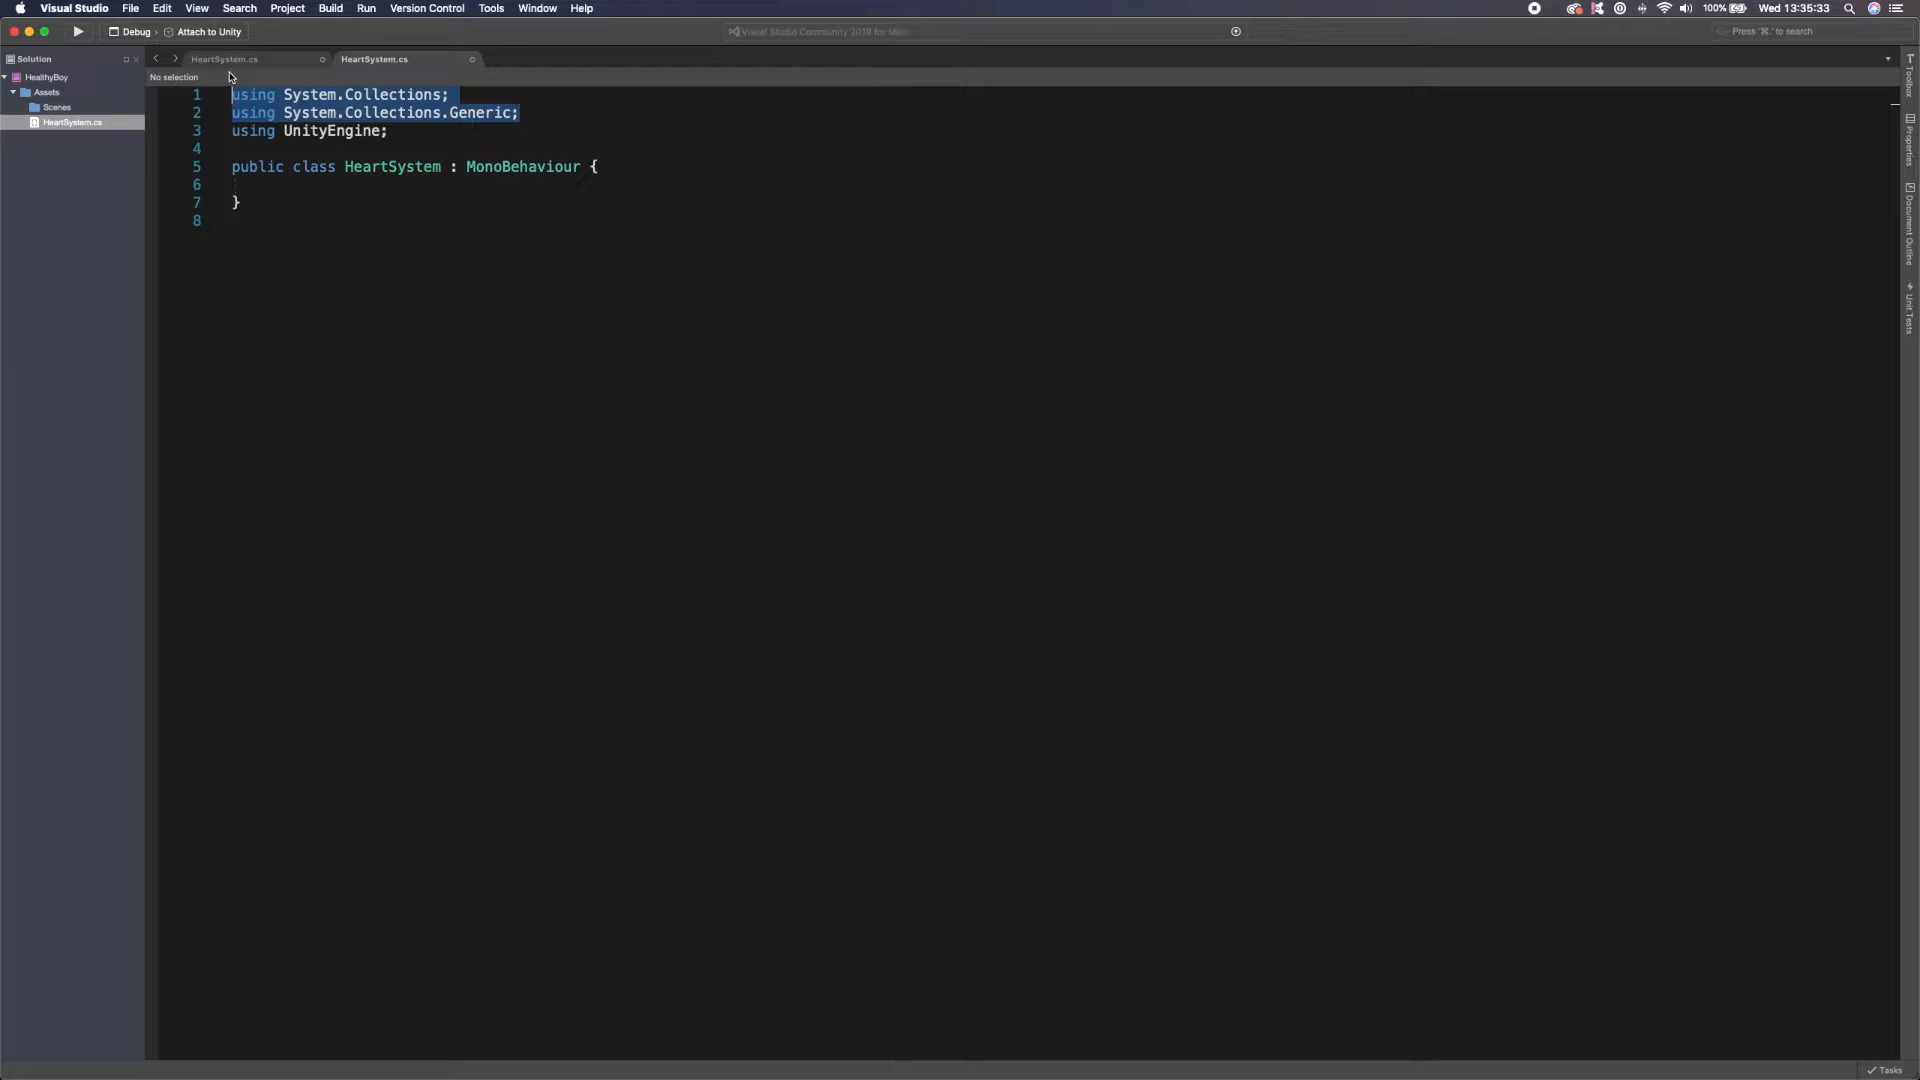 Visual Studio File Edit View Search Project Build Run Version Control Tools Window Help 100% Wed 13:35:33
Debug › Attach to Unity Visual Studio Community 2019 for Mac Press '⌘.' to search
Solution HeartSystem.cs HeartSystem.cs
HealthyBoy No selection
Assets
Scenes
HeartSystem.cs
1 using System.Collections;
2 using System.Collections.Generic;
3 using UnityEngine;
4
5 public class HeartSystem : MonoBehaviour {
6
7 }
8
Toolbox
Properties
Document Outline
Unit Tests
Tasks